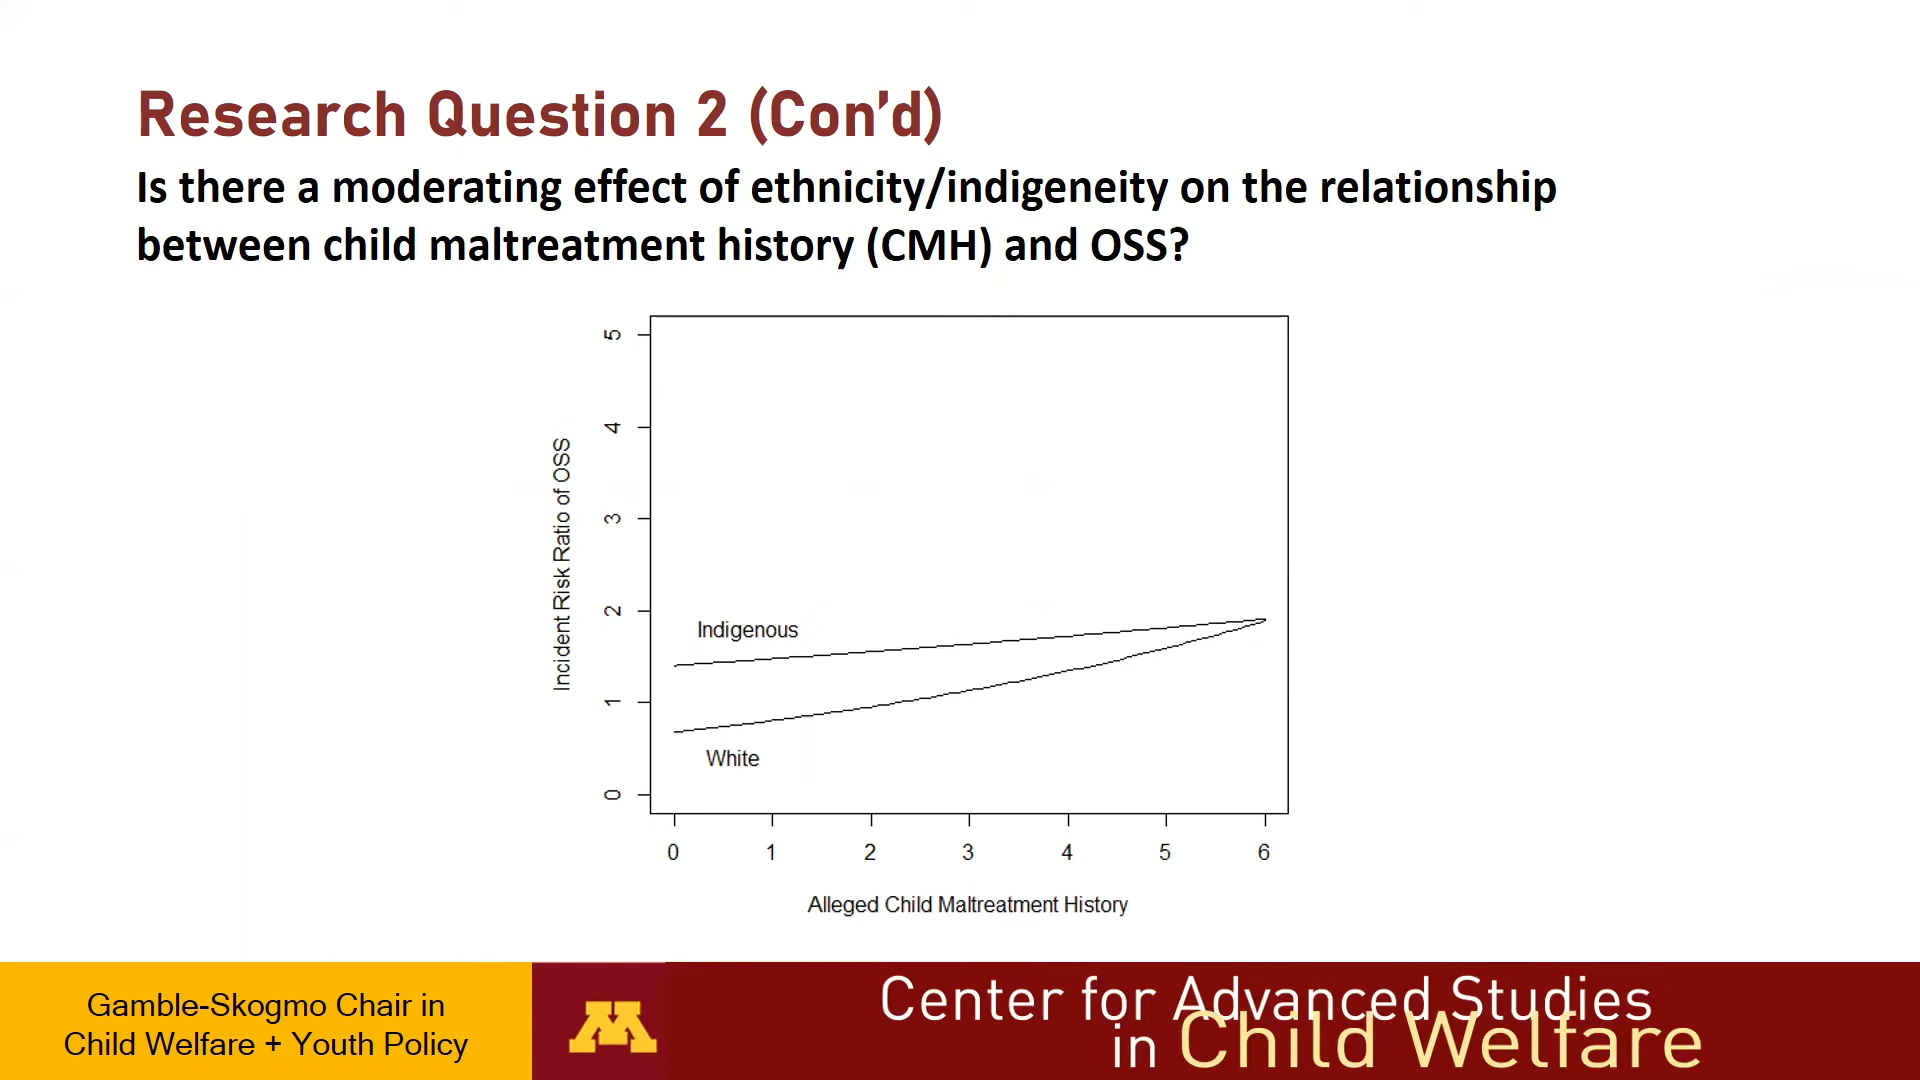 Research Question 2 (Con’d)
Is there a moderating effect of ethnicity/indigeneity on the relationship
between child maltreatment history (CMH) and OSS?
Incident Risk Ratio of OSS
5
4
3
2
1
0
Indigenous
White
0 1 2 3 4 5 6
Alleged Child Maltreatment History
Gamble-Skogmo Chair in
Child Welfare + Youth Policy
M
Center for Advanced Studies
in Child Welfare